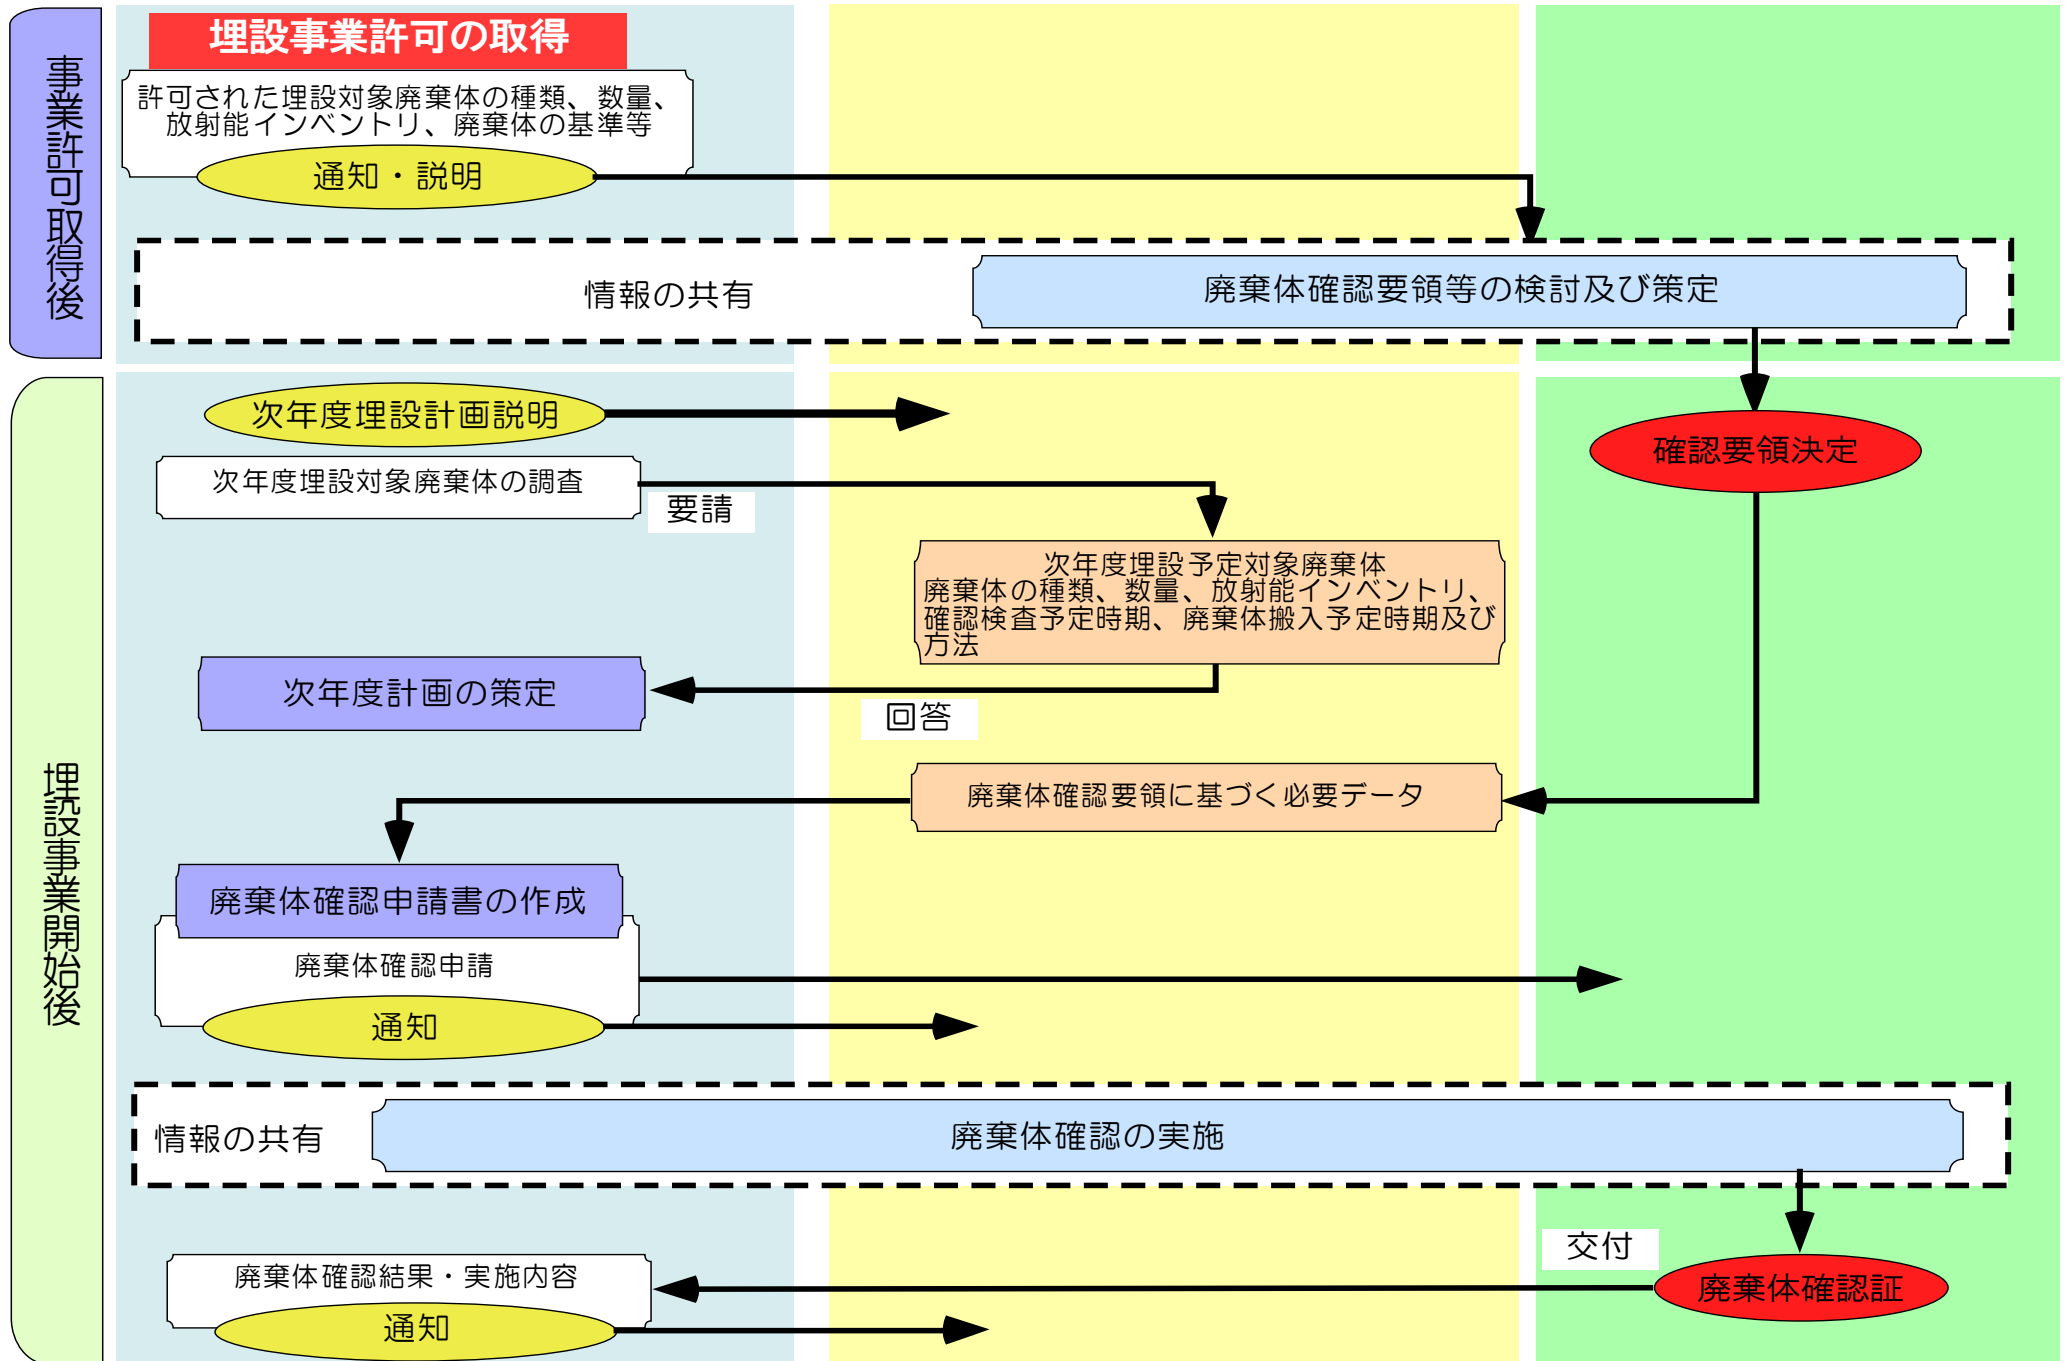 事業許可取得後
埋設事業許可の取得
許可された埋設対象廃棄体の種類、数量、
放射能インベントリ、廃棄体の基準等
通知・説明
情報の共有
廃棄体確認要領等の検討及び策定
埋設事業開始後
次年度埋設計画説明
確認要領決定
次年度埋設対象廃棄体の調査
要請
次年度埋設予定対象廃棄体
廃棄体の種類、数量、放射能インベントリ、
確認検査予定時期、廃棄体搬入予定時期及び
方法
次年度計画の策定
回答
廃棄体確認要領に基づく必要データ
廃棄体確認申請書の作成
廃棄体確認申請
通知
情報の共有
廃棄体確認の実施
交付
廃棄体確認結果・実施内容
廃棄体確認証
通知